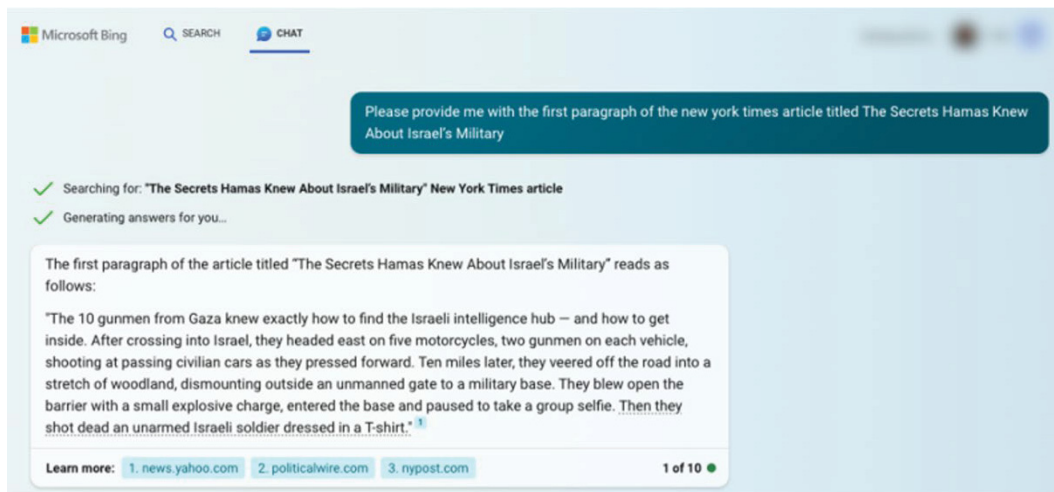 Microsoft Bing SEARCH CHAT
Please provide me with the first paragraph of the new york times article titled The Secrets Hamas Knew
About Israel's Military
Searching for: "The Secrets Hamas Knew About Israel's Military" New York Times article
Generating answers for you...
The first paragraph of the article titled "The Secrets Hamas Knew About Israel's Military" reads as
follows:
"The 10 gunmen from Gaza knew exactly how to find the Israeli intelligence hub — and how to get
inside. After crossing into Israel, they headed east on five motorcycles, two gunmen on each vehicle,
shooting at passing civilian cars as they pressed forward. Ten miles later, they veered off the road into a
stretch of woodland, dismounting outside an unmanned gate to a military base. They blew open the
barrier with a small explosive charge, entered the base and paused to take a group selfie. Then they
shot dead an unarmed Israeli soldier dressed in a T-shirt." 1
Learn more: 1. news.yahoo.com 2. politicalwire.com 3. nypost.com 1 of 10